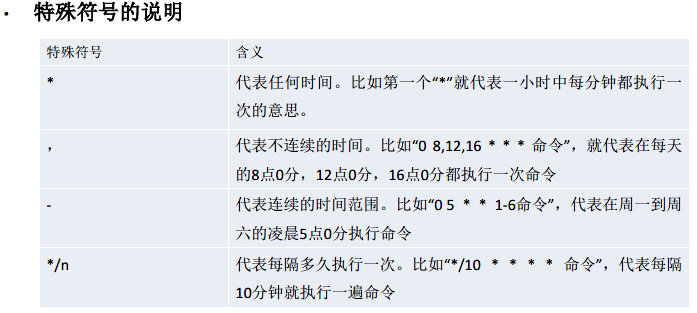 • 特殊符号的说明
特殊符号 含义
* 代表任何时间。比如第一个“*”就代表一小时中每分钟都执行一
次的意思。
， 代表不连续的时间。比如“0 8,12,16 * * * 命令”，就代表在每天
的8点0分，12点0分，16点0分都执行一次命令
- 代表连续的时间范围。比如“0 5 * * 1-6命令”，代表在周一到周
六的凌晨5点0分执行命令
*/n 代表每隔多久执行一次。比如“*/10 * * * * 命令”，代表每隔
10分钟就执行一遍命令